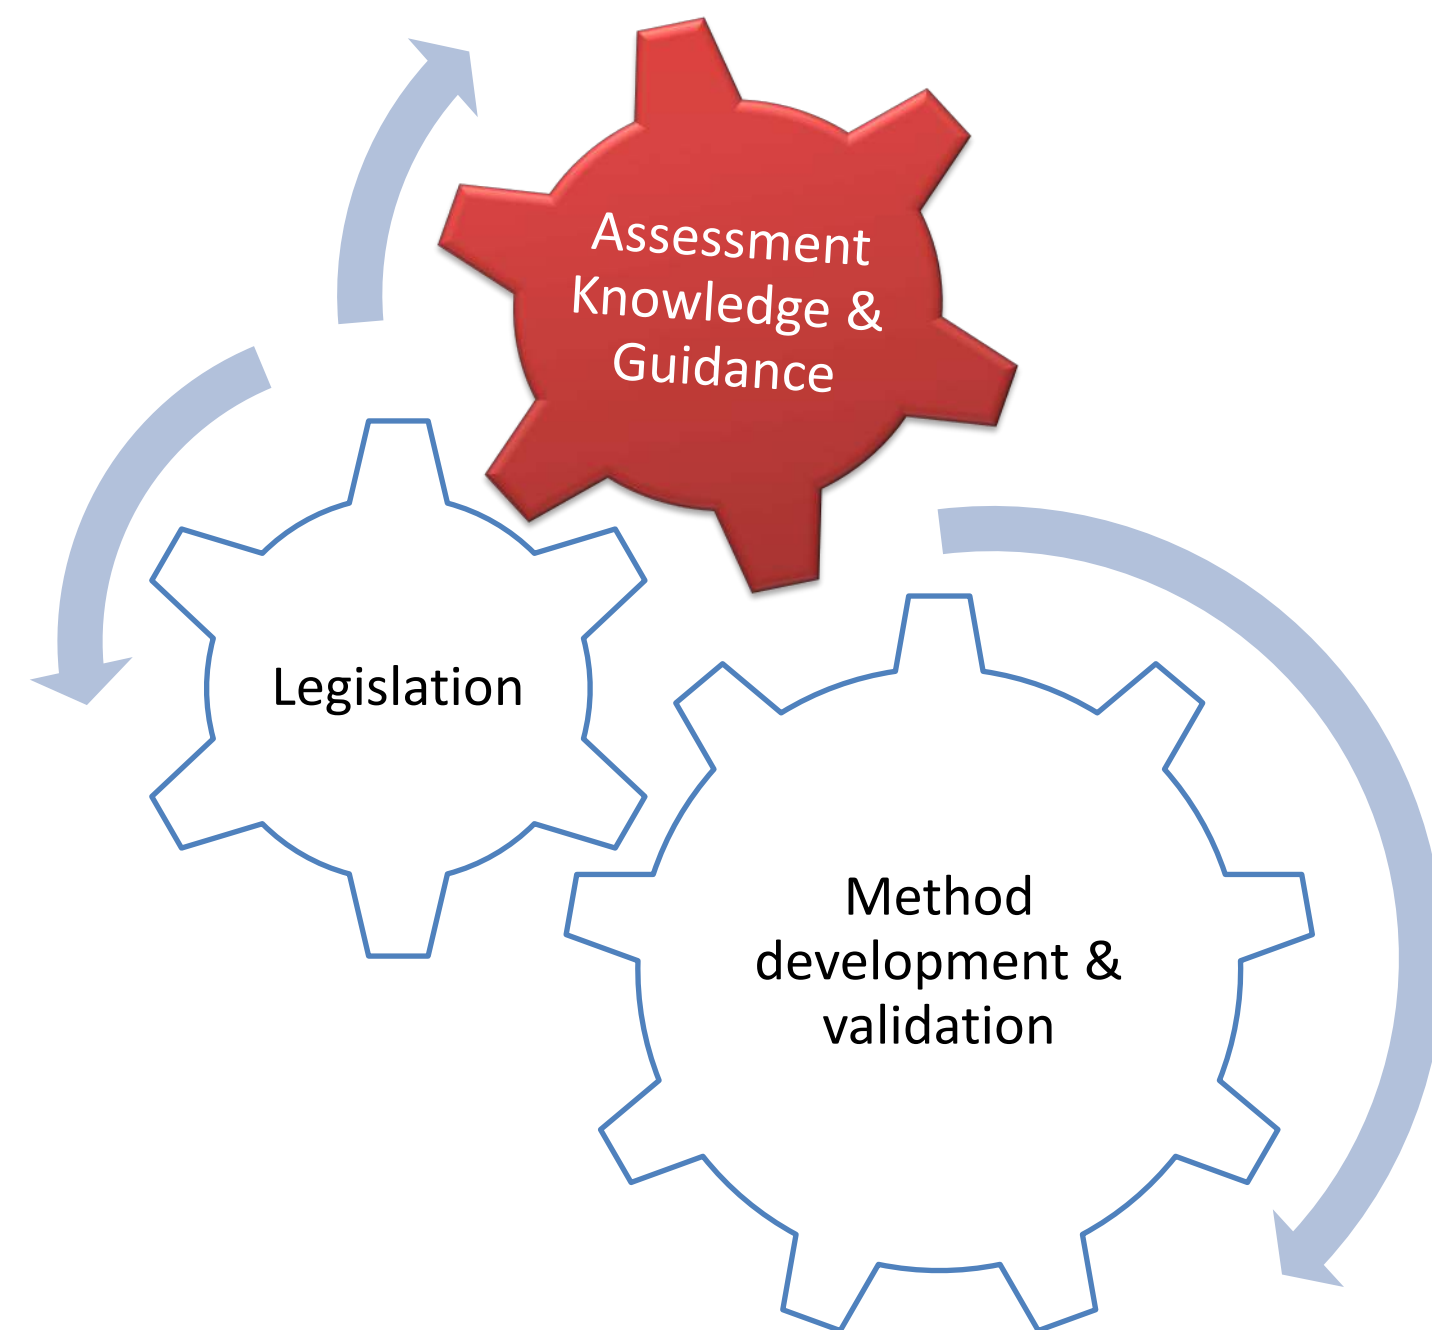 Assessment
Knowledge &
Guidance
Legislation
Method
development &
validation